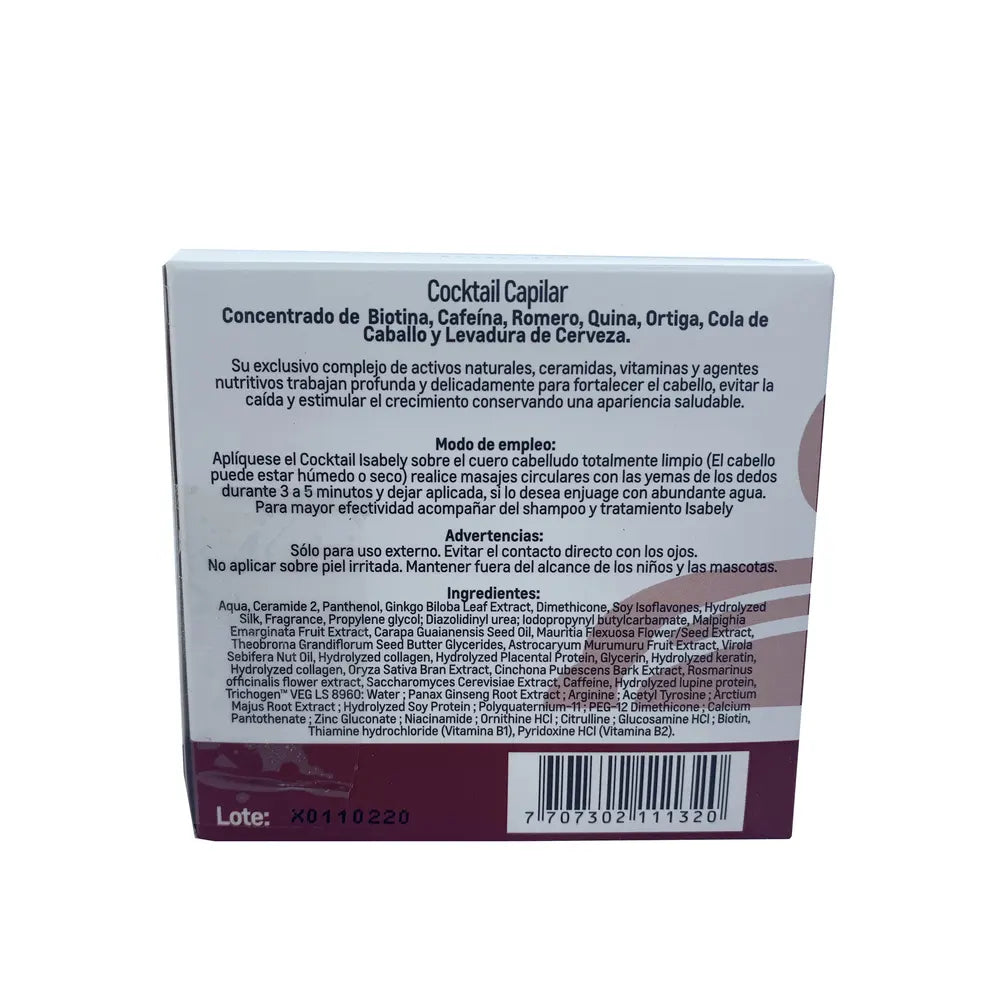 Cocktail Capilar
Concentrado de Biotina, Cafeína, Romero, Quina, Ortiga, Cola de
Caballo y Levadura de Cerveza.
Su exclusivo complejo de activos naturales, ceramidas, vitaminas y agentes
nutritivos trabajan profunda y delicadamente para fortalecer el cabello, evitar la
caída y estimular el crecimiento conservando una apariencia saludable.
Modo de empleo:
Aplíquese el Cocktail Isabely sobre el cuero cabelludo totalmente limpio (El cabello
puede estar húmedo o seco) realice masajes circulares con las yemas de los dedos
durante 3 a 5 minutos y dejar aplicada, si lo desea enjuage con abundante agua.
Para mayor efectividad acompañar del shampoo y tratamiento Isabely
Advertencias:
Sólo para uso externo. Evitar el contacto directo con los ojos.
No aplicar sobre piel irritada. Mantener fuera del alcance de los niños y las mascotas.
Ingredientes:
Aqua, Ceramide 2, Panthenol, Ginkgo Biloba Leaf Extract, Dimethicone, Soy Isoflavones, Hydrolyzed
Silk, Fragrance, Propylene glycol; Diazolidinyl urea; Iodopropynyl butylcarbamate, Malpighia
Emarginata Fruit Extract, Carapa Guaianensis Seed Oil, Mauritia Flexuosa Flower/Seed Extract,
Theobroma Grandiflorum Seed Butter Glycerides, Astrocaryum Murumuru Fruit Extract, Virola
Sebifera Nut Oil, Hydrolyzed collagen, Hydrolyzed Placental Protein, Glycerin, Hydrolyzed keratin,
Hydrolyzed collagen, Oryza Sativa Bran Extract, Cinchona Pubescens Bark Extract, Rosmarinus
officinalis flower extract, Saccharomyces Cerevisiae Extract, Caffeine, Hydrolyzed lupine protein,
Trichogen™ VEG LS 8960: Water ; Panax Ginseng Root Extract ; Arginine ; Acetyl Tyrosine ; Arctium
Majus Root Extract ; Hydrolyzed Soy Protein ; Polyquaternium-11 ; PEG-12 Dimethicone ; Calcium
Pantothenate ; Zinc Gluconate ; Niacinamide ; Ornithine HCl ; Citrulline ; Glucosamine HCl ; Biotin,
Thiamine hydrochloride (Vitamina B1), Pyridoxine HCl (Vitamina B2).
Lote: X0110220
7 707302 111320